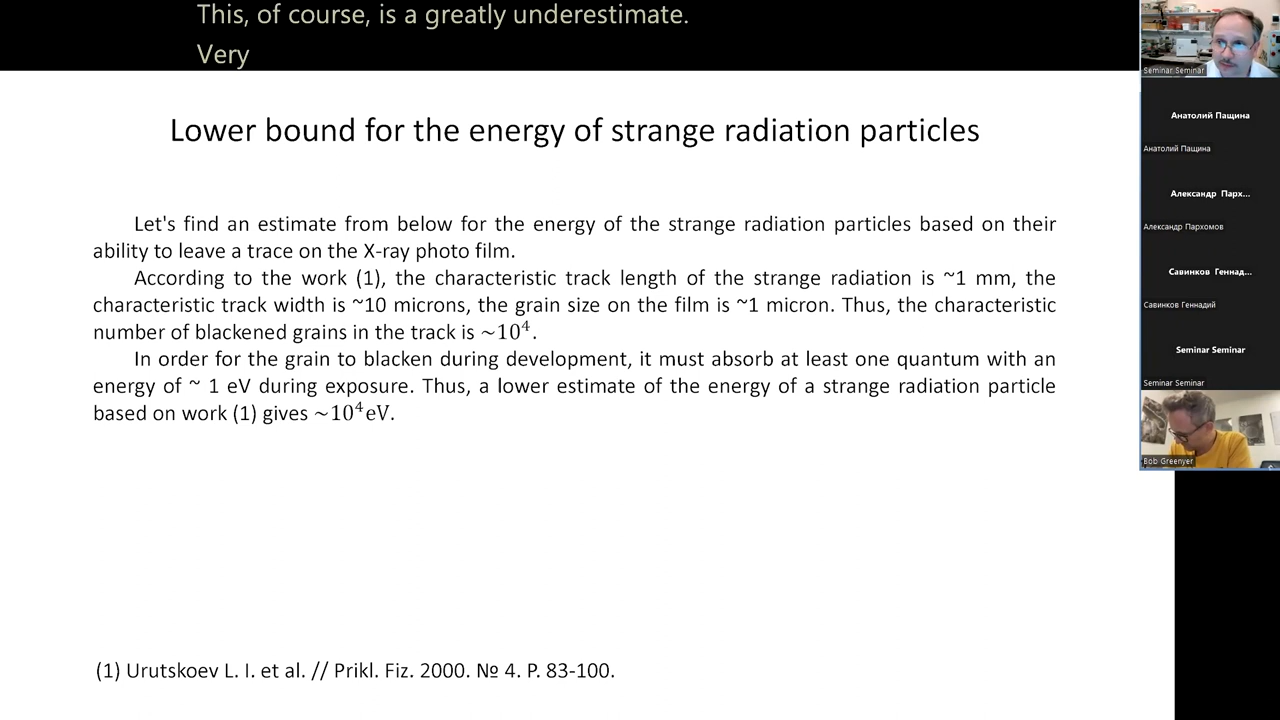 This, of course, is a greatly underestimate.
Very
Lower bound for the energy of strange radiation particles
Let's find an estimate from below for the energy of the strange radiation particles based on their
ability to leave a trace on the X-ray photo film.
According to the work (1), the characteristic track length of the strange radiation is ~1 mm, the
characteristic track width is ~10 microns, the grain size on the film is ~1 micron. Thus, the characteristic
number of blackened grains in the track is ~10⁴.
In order for the grain to blacken during development, it must absorb at least one quantum with an
energy of ~ 1 eV during exposure. Thus, a lower estimate of the energy of a strange radiation particle
based on work (1) gives ~10⁴eV.
(1) Urutskoev L. I. et al. // Prikl. Fiz. 2000. № 4. P. 83-100.
Seminar Seminar
Анатолий Пащина
Анатолий Пащина
Александр Парх...
Александр Пархомов
Савинков Геннад...
Савинков Геннадий
Seminar Seminar
Seminar Seminar
Bob Greenyer